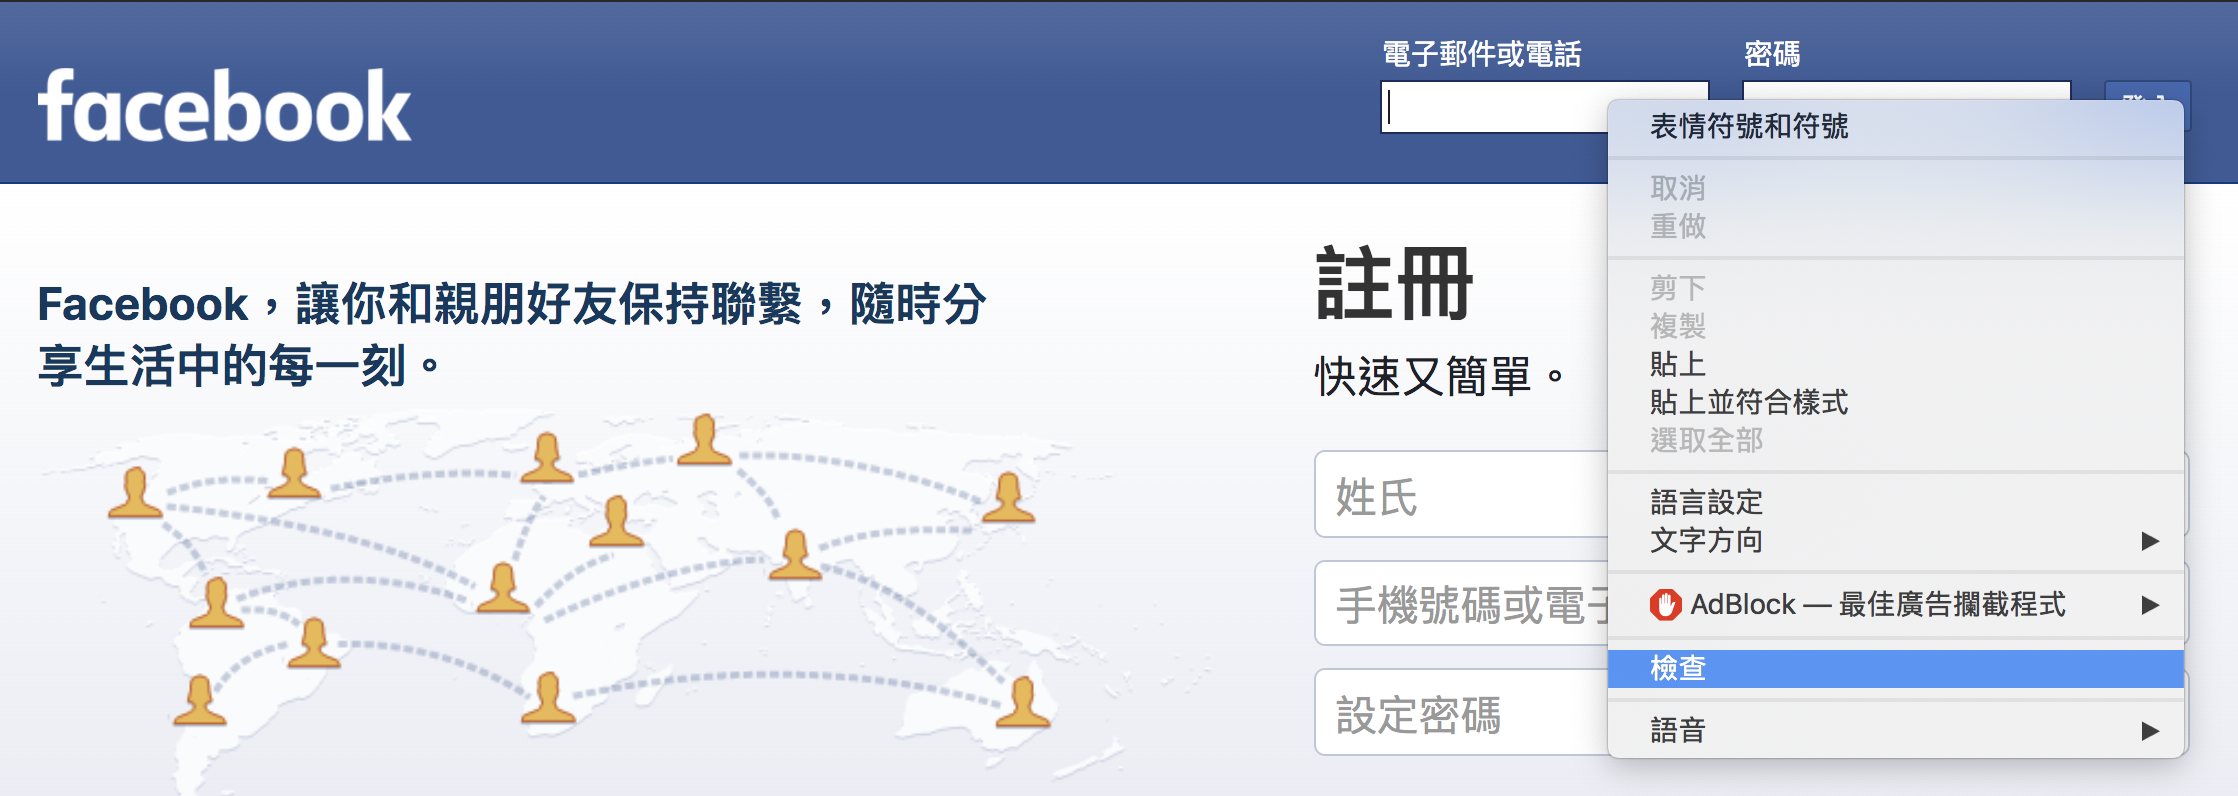 電子郵件或電話
密碼
facebook
表情符號和符號
取消
重做
剪下
複製
貼上
貼上並符合樣式
選取全部
語言設定
文字方向
AdBlock — 最佳廣告攔截程式
檢查
語音
Facebook，讓你和親朋好友保持聯繫，隨時分
享生活中的每一刻。
註冊
快速又簡單。
姓氏
手機號碼或電子
設定密碼